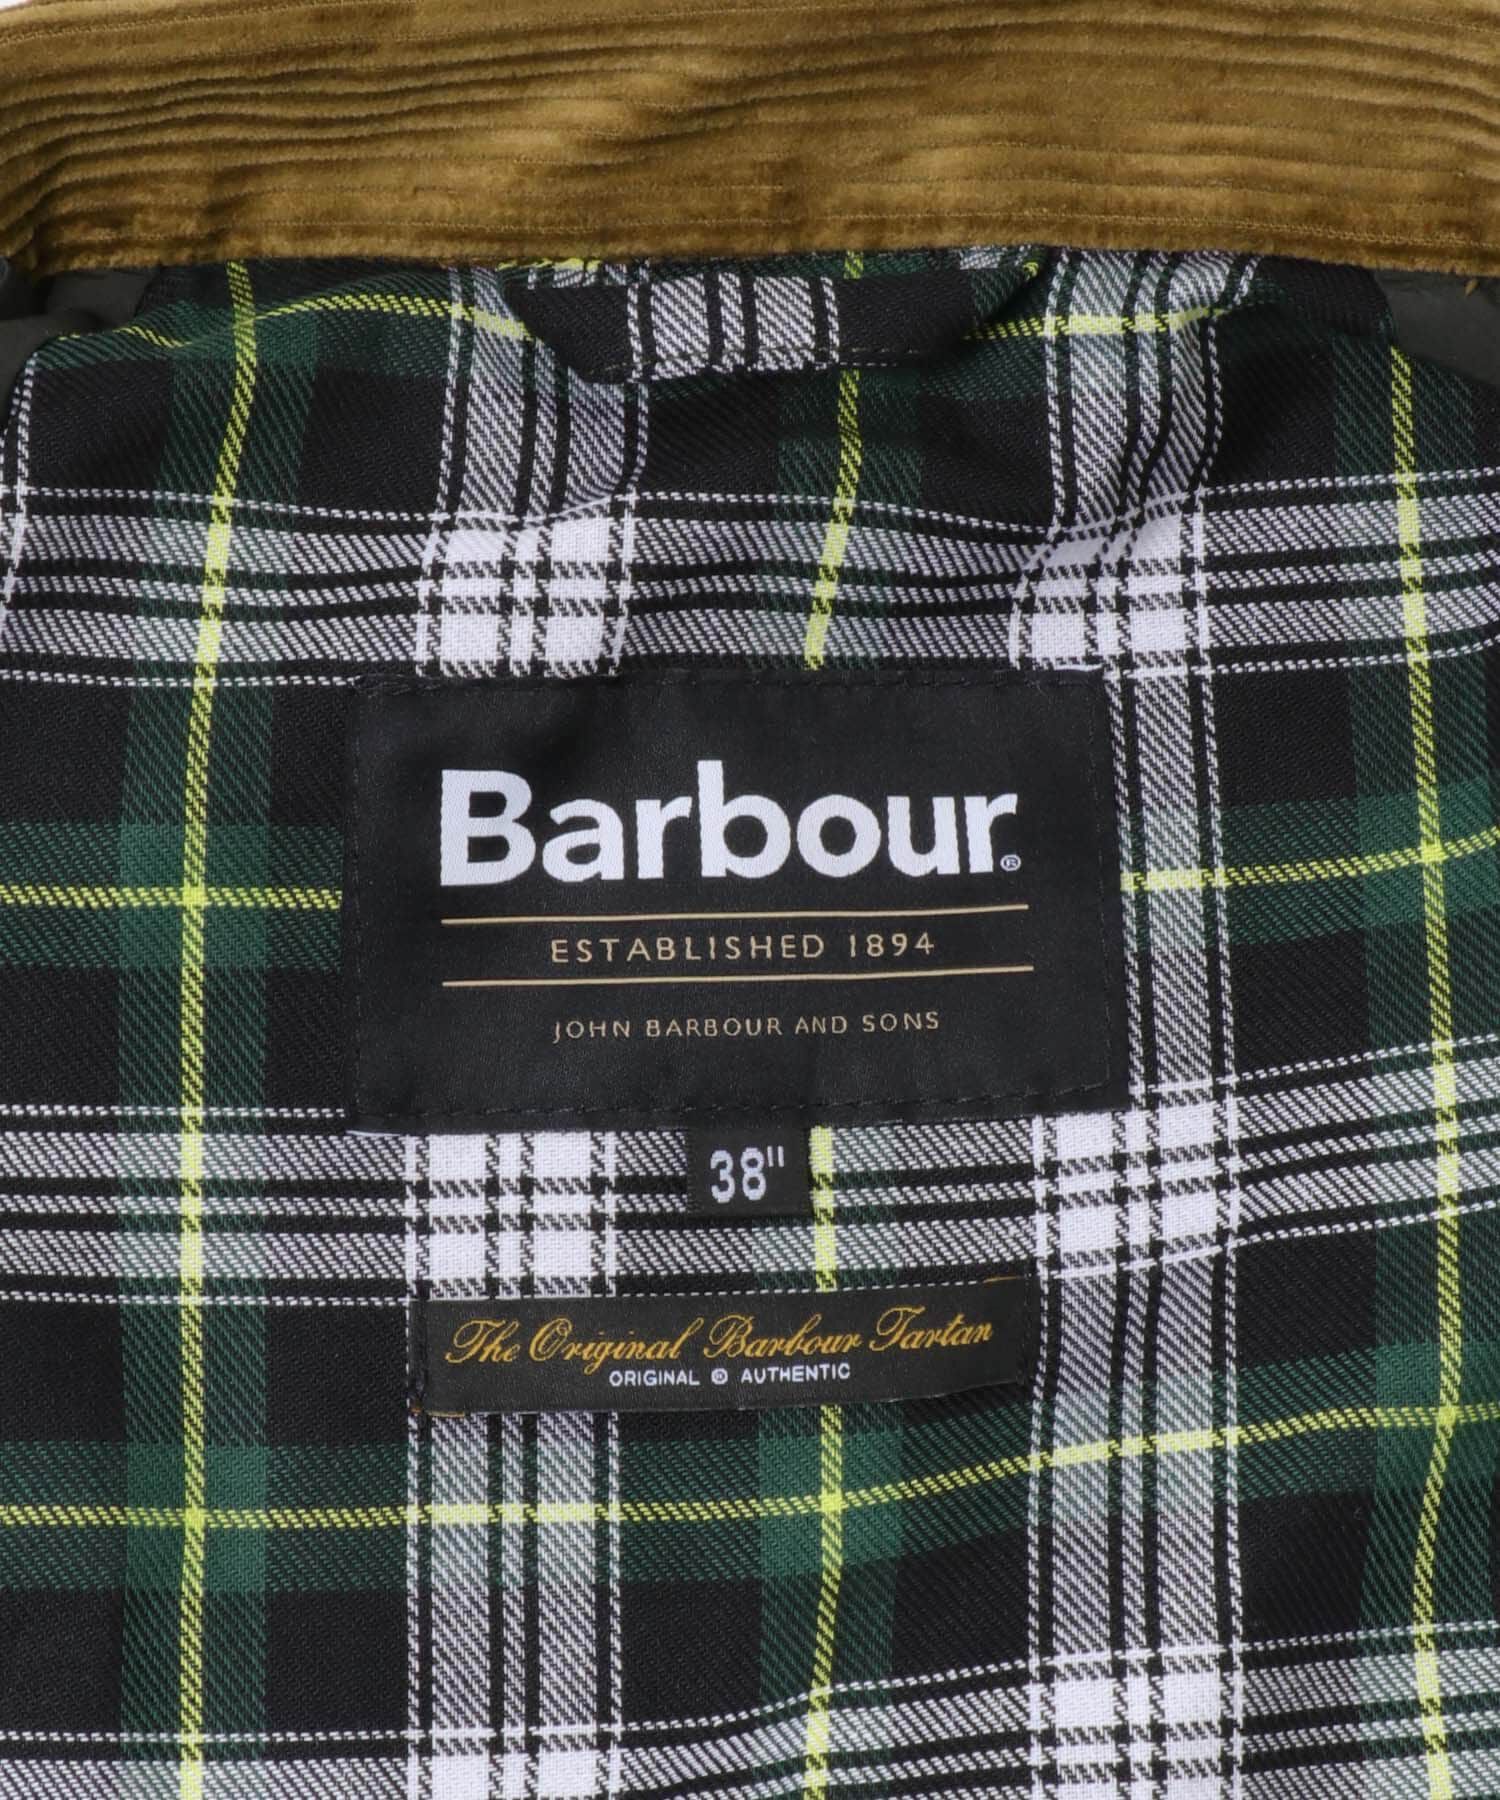 Barbour®
ESTABLISHED 1894
JOHN BARBOUR AND SONS
38"
The Original Barbour Tartan
ORIGINAL ® AUTHENTIC